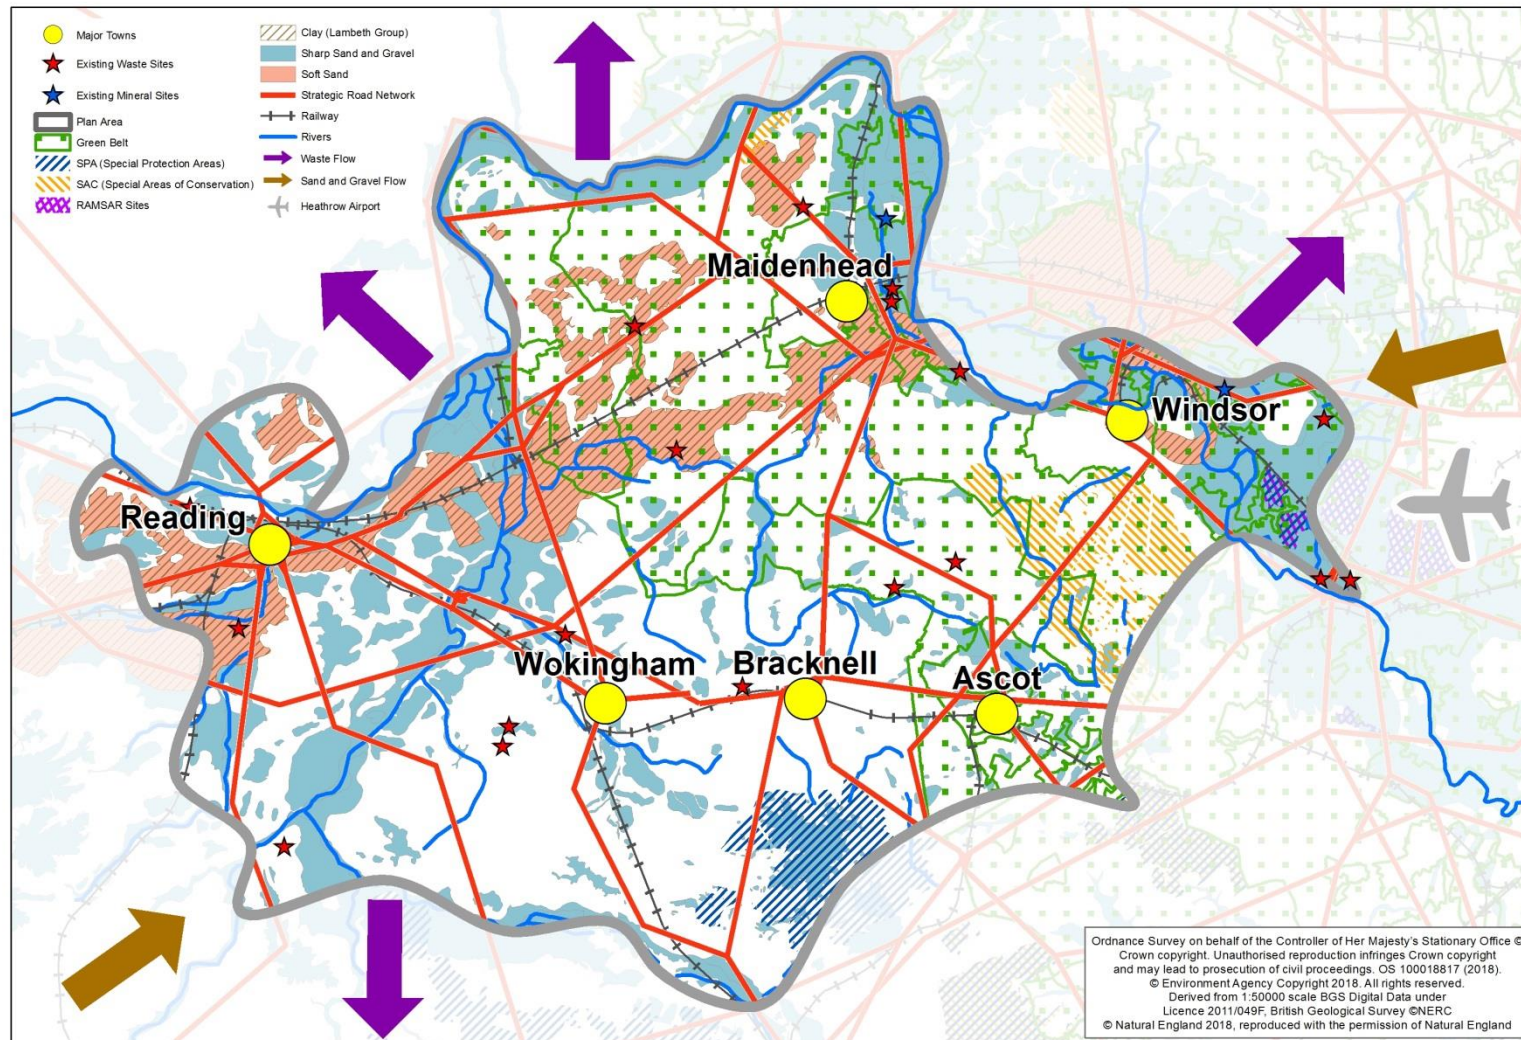 Major Towns
Existing Waste Sites
Existing Mineral Sites
Plan Area
Green Belt
SPA (Special Protection Areas)
SAC (Special Areas of Conservation)
RAMSAR Sites
Clay (Lambeth Group)
Sharp Sand and Gravel
Soft Sand
Strategic Road Network
Railway
Rivers
Waste Flow
Sand and Gravel Flow
Heathrow Airport
Maidenhead
Windsor
Reading
Wokingham
Bracknell
Ascot
Ordnance Survey on behalf of the Controller of Her Majesty's Stationary Office ©
Crown copyright. Unauthorised reproduction infringes Crown copyright
and may lead to prosecution of civil proceedings. OS 100018817 (2018).
© Environment Agency Copyright 2018. All rights reserved.
Derived from 1:50000 scale BGS Digital Data under
Licence 2011/049F, British Geological Survey ©NERC
© Natural England 2018, reproduced with the permission of Natural England